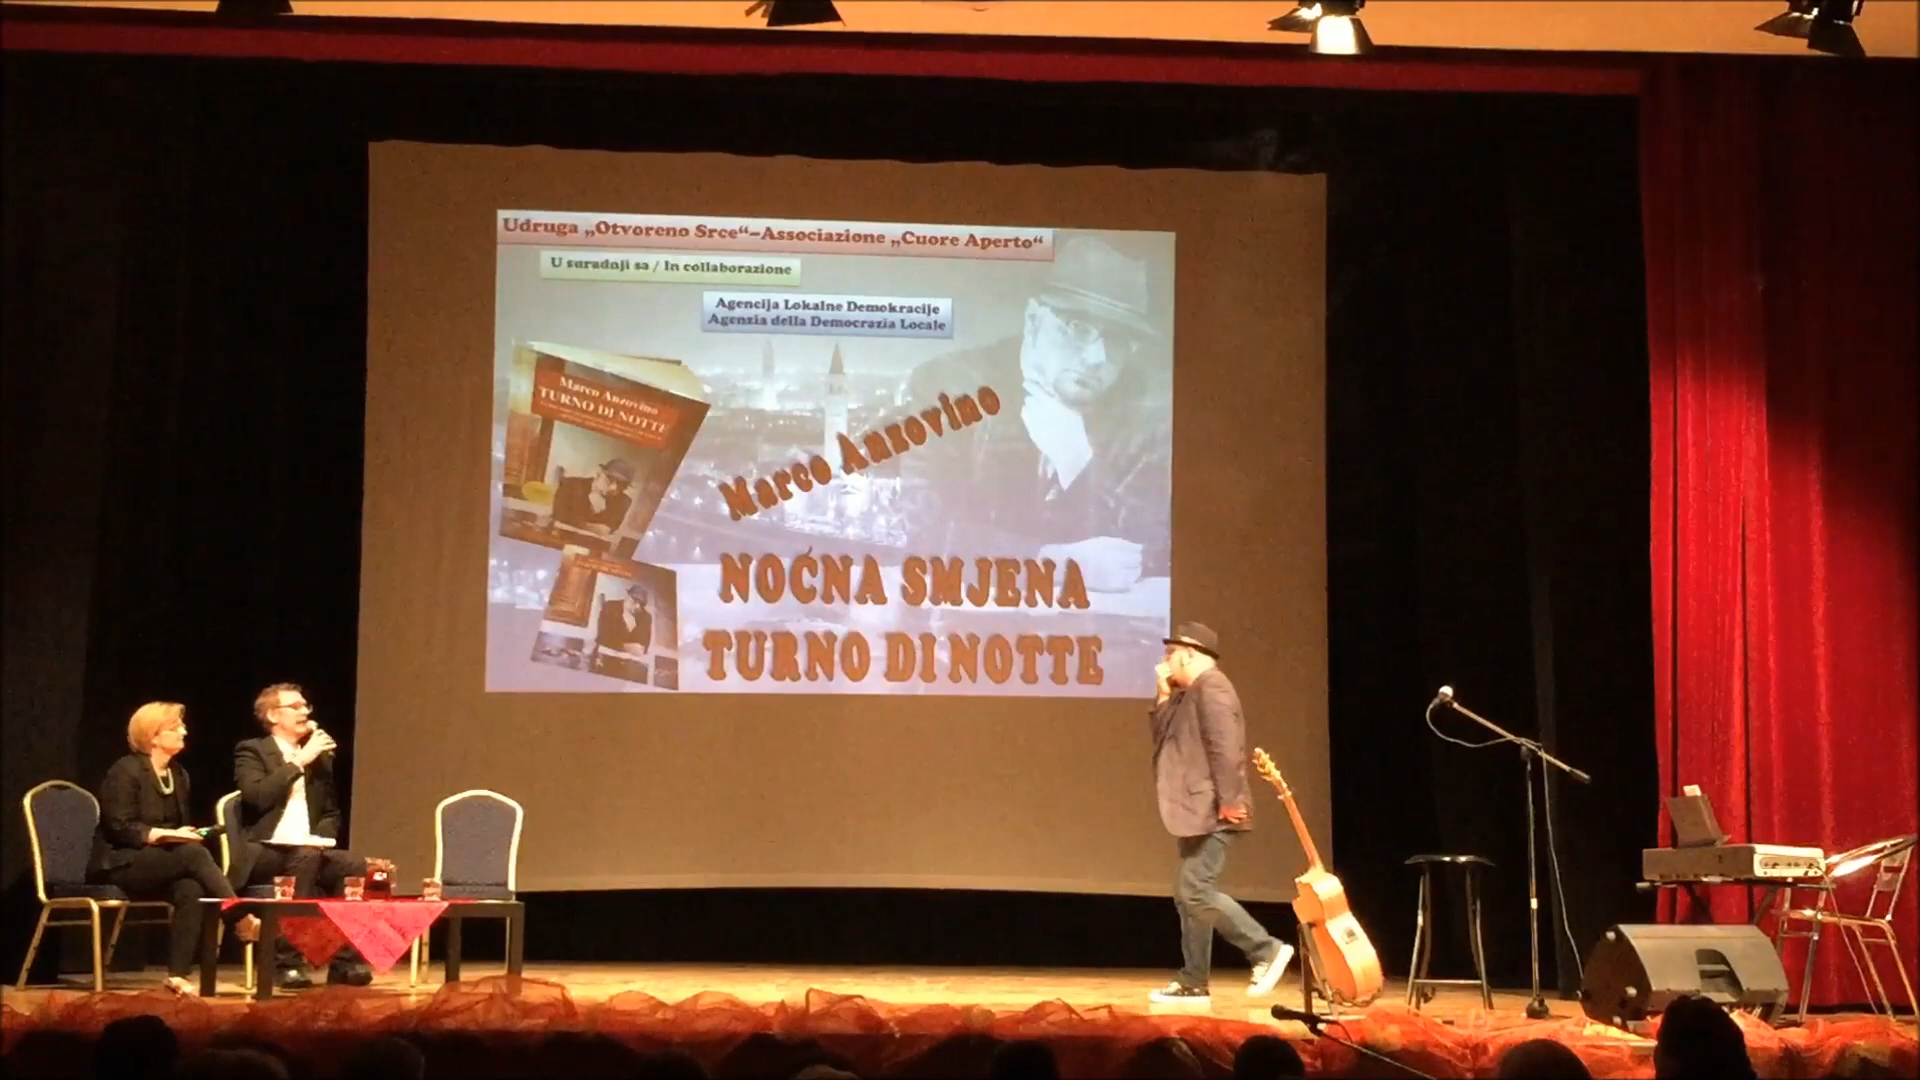 Udruga „Otvoreno Srce“–Associazione „Cuore Aperto“
U suradnji sa / In collaborazione
Agencija Lokalne Demokracije
Agenzia della Democrazia Locale
Marco Anzovino
TURNO DI NOTTE
Marco Anzovino
NOĆNA SMJENA
TURNO DI NOTTE